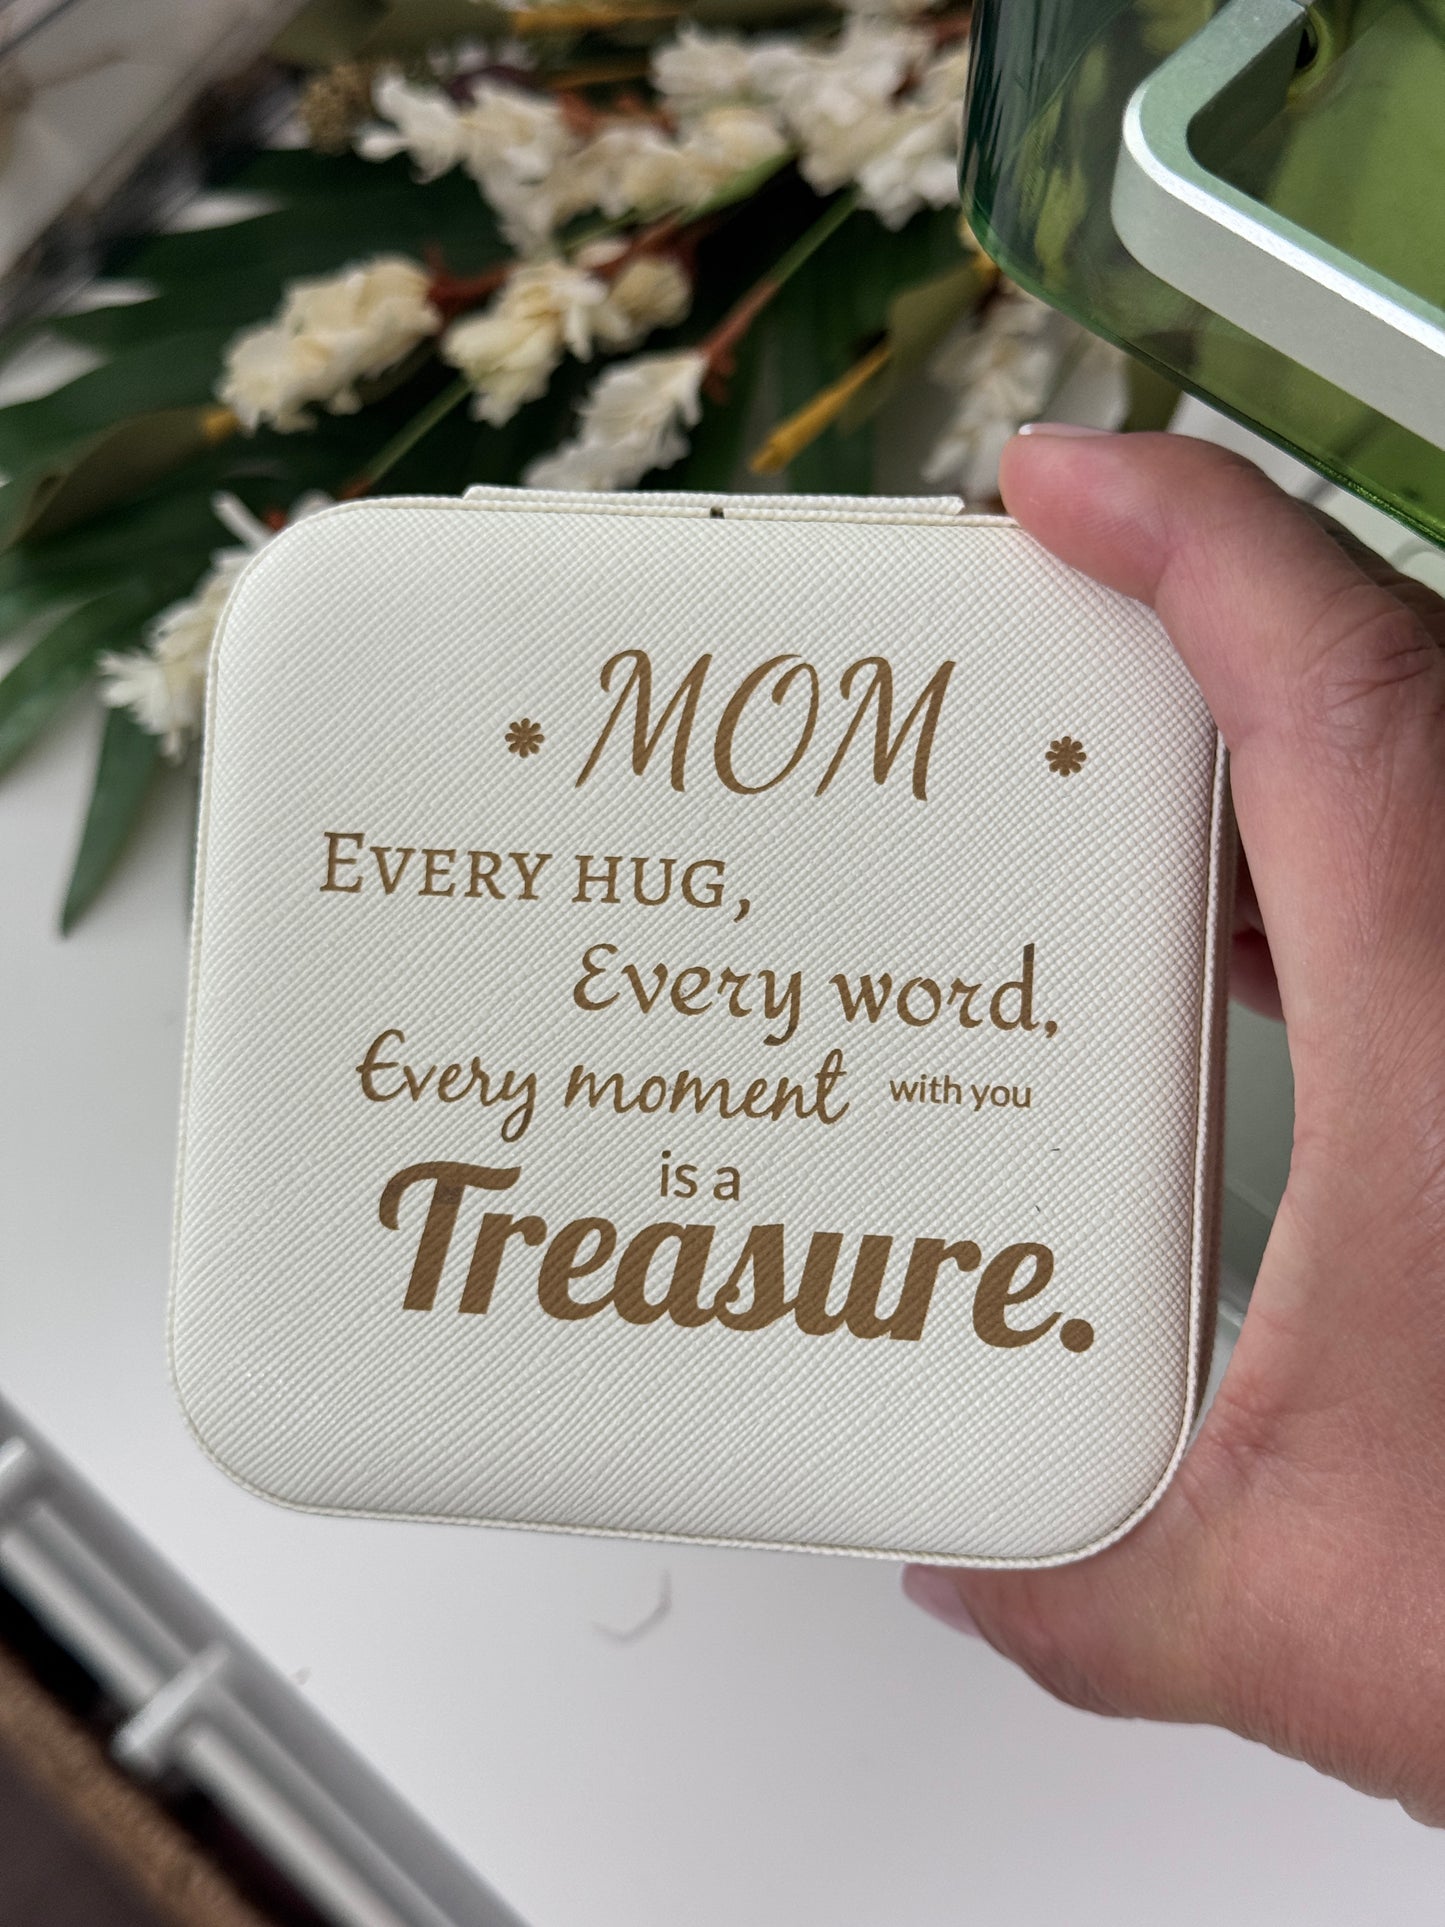 MOM
EVERY HUG,
Every word,
Every moment with you
is a
Treasure.